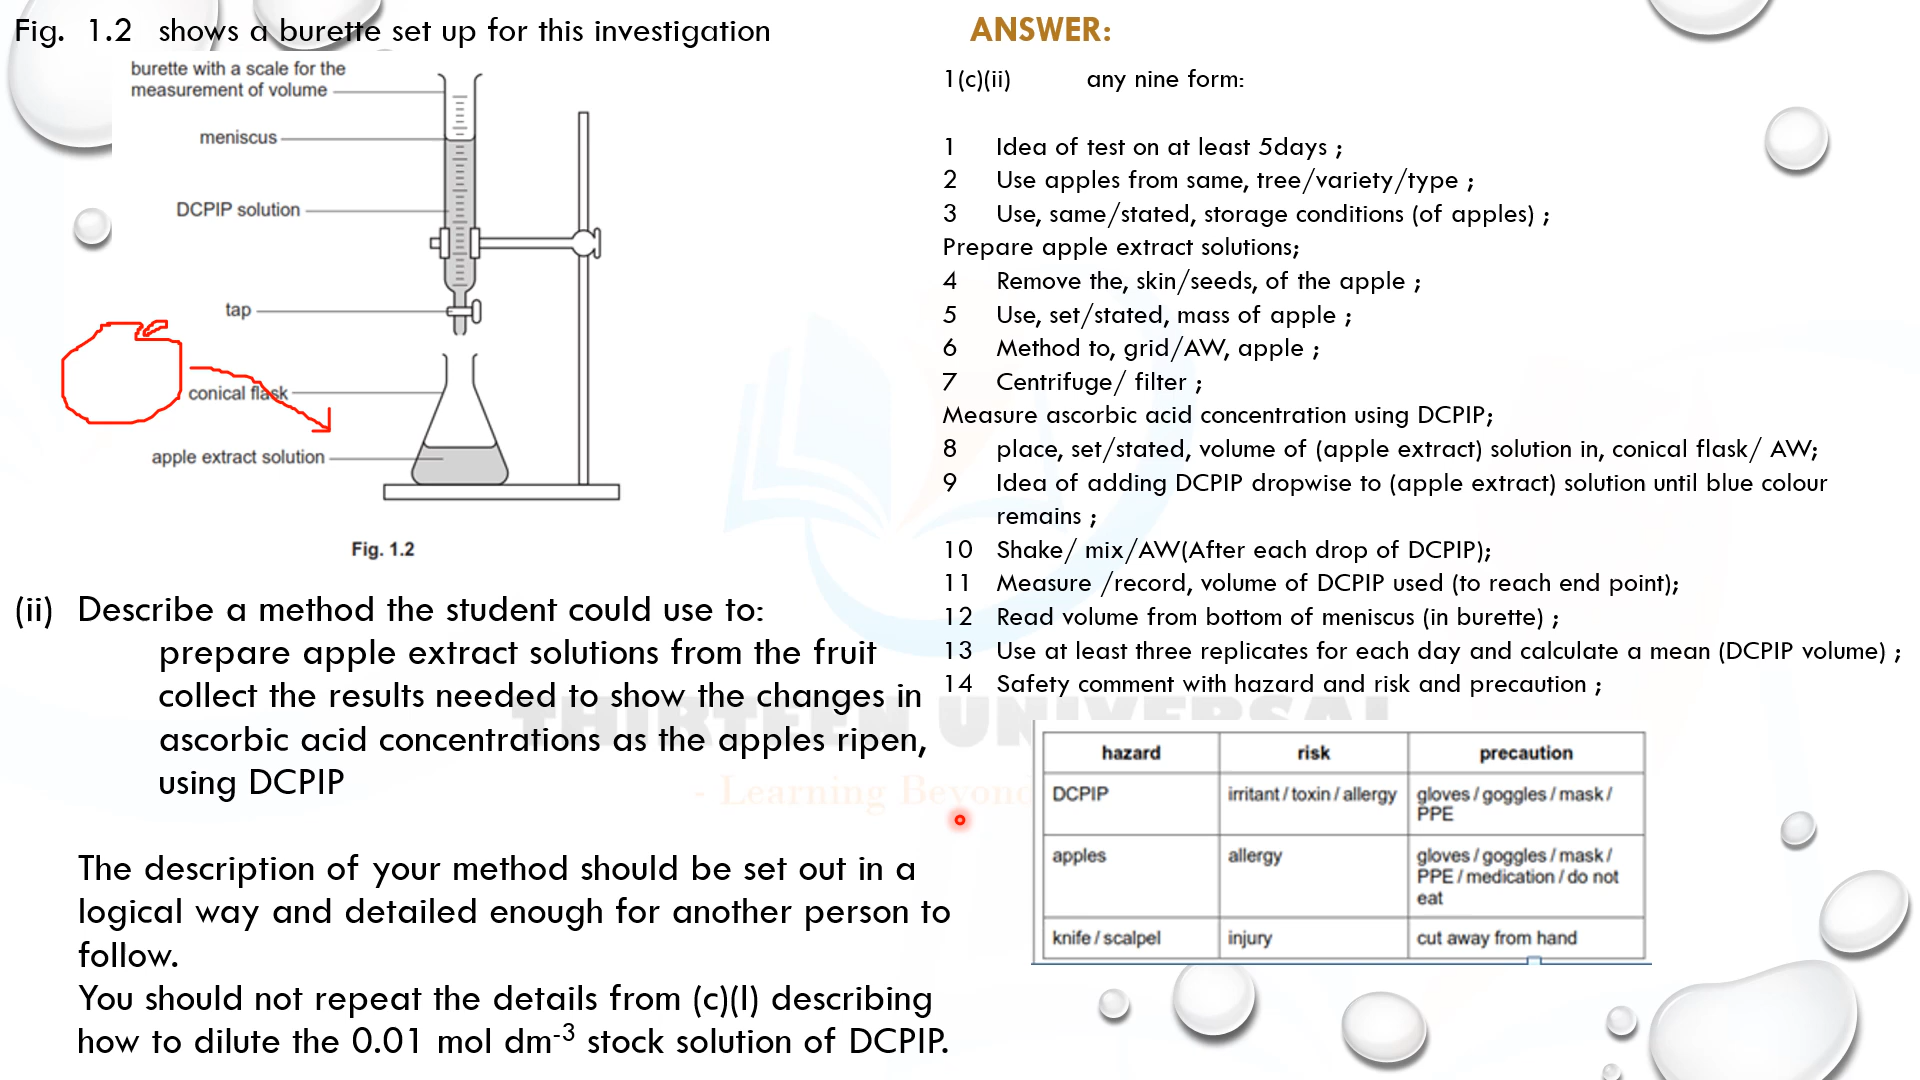 Fig. 1.2 shows a burette set up for this investigation
burette with a scale for the
measurement of volume
meniscus
DCPIP solution
tap
conical flask
apple extract solution
Fig. 1.2
(ii) Describe a method the student could use to:
prepare apple extract solutions from the fruit
collect the results needed to show the changes in
ascorbic acid concentrations as the apples ripen,
using DCPIP
The description of your method should be set out in a
logical way and detailed enough for another person to
follow.
You should not repeat the details from (c)(I) describing
how to dilute the 0.01 mol dm-3 stock solution of DCPIP.
ANSWER:
1(c)(ii) any nine form:
1 Idea of test on at least 5days ;
2 Use apples from same, tree/variety/type ;
3 Use, same/stated, storage conditions (of apples) ;
Prepare apple extract solutions;
4 Remove the, skin/seeds, of the apple ;
5 Use, set/stated, mass of apple ;
6 Method to, grid/AW, apple ;
7 Centrifuge/ filter ;
Measure ascorbic acid concentration using DCPIP;
8 place, set/stated, volume of (apple extract) solution in, conical flask/ AW;
9 Idea of adding DCPIP dropwise to (apple extract) solution until blue colour
remains ;
10 Shake/ mix/AW(After each drop of DCPIP);
11 Measure /record, volume of DCPIP used (to reach end point);
12 Read volume from bottom of meniscus (in burette) ;
13 Use at least three replicates for each day and calculate a mean (DCPIP volume) ;
14 Safety comment with hazard and risk and precaution ;
THIRTEEN UNIVERSAL
- Learning Beyond
hazard risk precaution
DCPIP irritant / toxin / allergy gloves / goggles / mask /
PPE
apples allergy gloves / goggles / mask /
PPE / medication / do not
eat
knife / scalpel injury cut away from hand